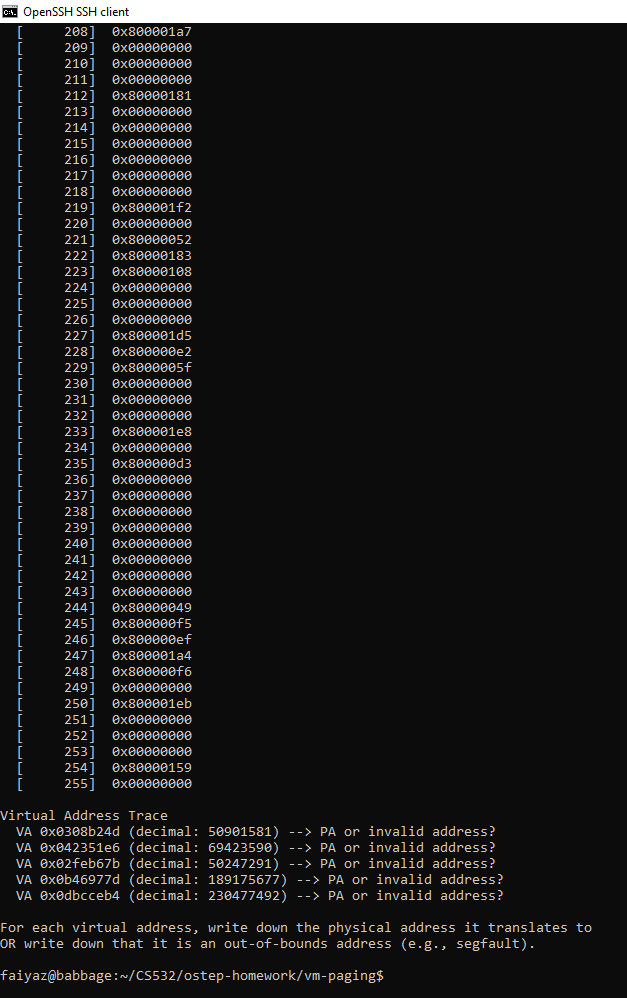 OpenSSH SSH client
[     208]  0x800001a7
[     209]  0x00000000
[     210]  0x00000000
[     211]  0x00000000
[     212]  0x80000181
[     213]  0x00000000
[     214]  0x00000000
[     215]  0x00000000
[     216]  0x00000000
[     217]  0x00000000
[     218]  0x00000000
[     219]  0x800001f2
[     220]  0x00000000
[     221]  0x80000052
[     222]  0x80000183
[     223]  0x80000108
[     224]  0x00000000
[     225]  0x00000000
[     226]  0x00000000
[     227]  0x800001d5
[     228]  0x800000e2
[     229]  0x8000005f
[     230]  0x00000000
[     231]  0x00000000
[     232]  0x00000000
[     233]  0x800001e8
[     234]  0x00000000
[     235]  0x800000d3
[     236]  0x00000000
[     237]  0x00000000
[     238]  0x00000000
[     239]  0x00000000
[     240]  0x00000000
[     241]  0x00000000
[     242]  0x00000000
[     243]  0x00000000
[     244]  0x80000049
[     245]  0x800000f5
[     246]  0x800000ef
[     247]  0x800001a4
[     248]  0x800000f6
[     249]  0x00000000
[     250]  0x800001eb
[     251]  0x00000000
[     252]  0x00000000
[     253]  0x00000000
[     254]  0x80000159
[     255]  0x00000000
Virtual Address Trace
VA 0x0308b24d (decimal: 50901581) --> PA or invalid address?
VA 0x042351e6 (decimal: 69423590) --> PA or invalid address?
VA 0x02feb67b (decimal: 50247291) --> PA or invalid address?
VA 0x0b46977d (decimal: 189175677) --> PA or invalid address?
VA 0x0dbcceb4 (decimal: 230477492) --> PA or invalid address?
For each virtual address, write down the physical address it translates to
OR write down that it is an out-of-bounds address (e.g., segfault).
faiyaz@babbage:~/CS532/ostep-homework/vm-paging$